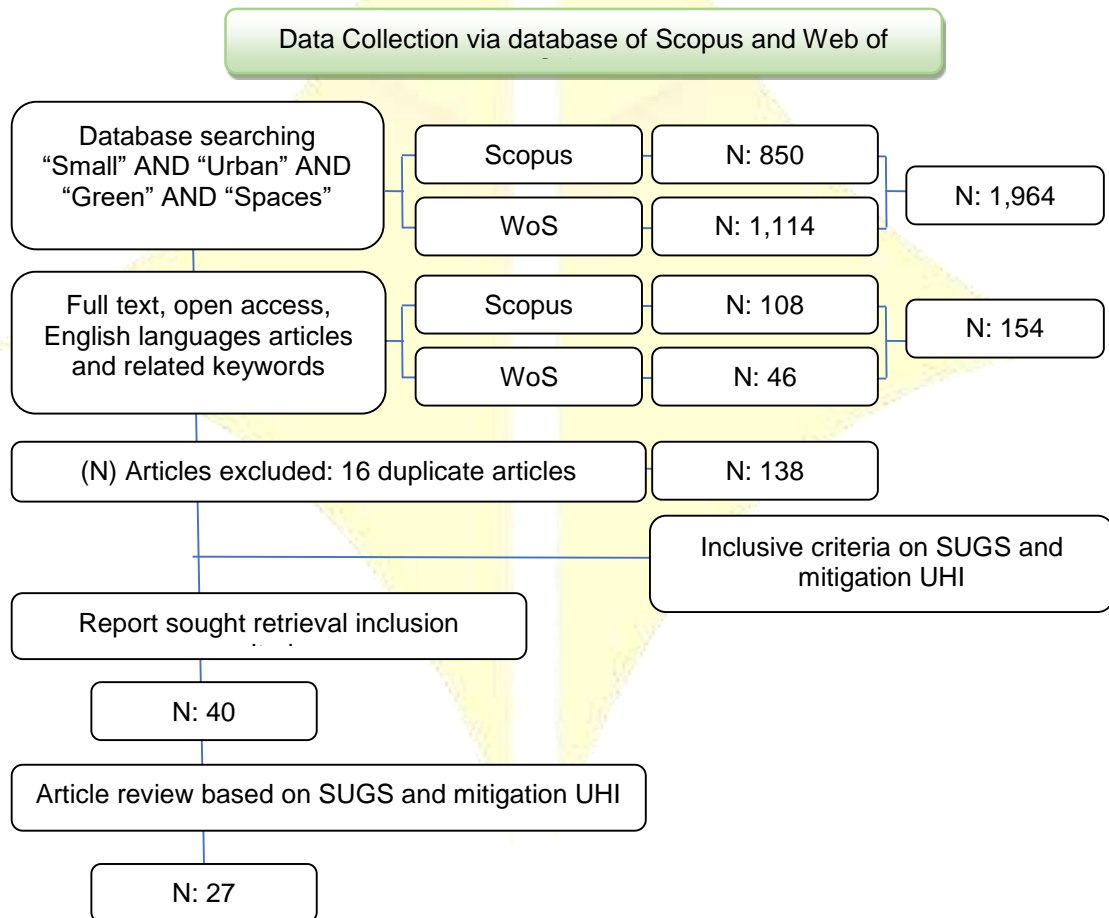 Data Collection via database of Scopus and Web of
Database searching
“Small” AND “Urban” AND
“Green” AND “Spaces”
Scopus
N: 850
WoS
N: 1,114
N: 1,964
Full text, open access,
English languages articles
and related keywords
Scopus
N: 108
WoS
N: 46
N: 154
(N) Articles excluded: 16 duplicate articles
N: 138
Inclusive criteria on SUGS and
mitigation UHI
Report sought retrieval inclusion
N: 40
Article review based on SUGS and mitigation UHI
N: 27